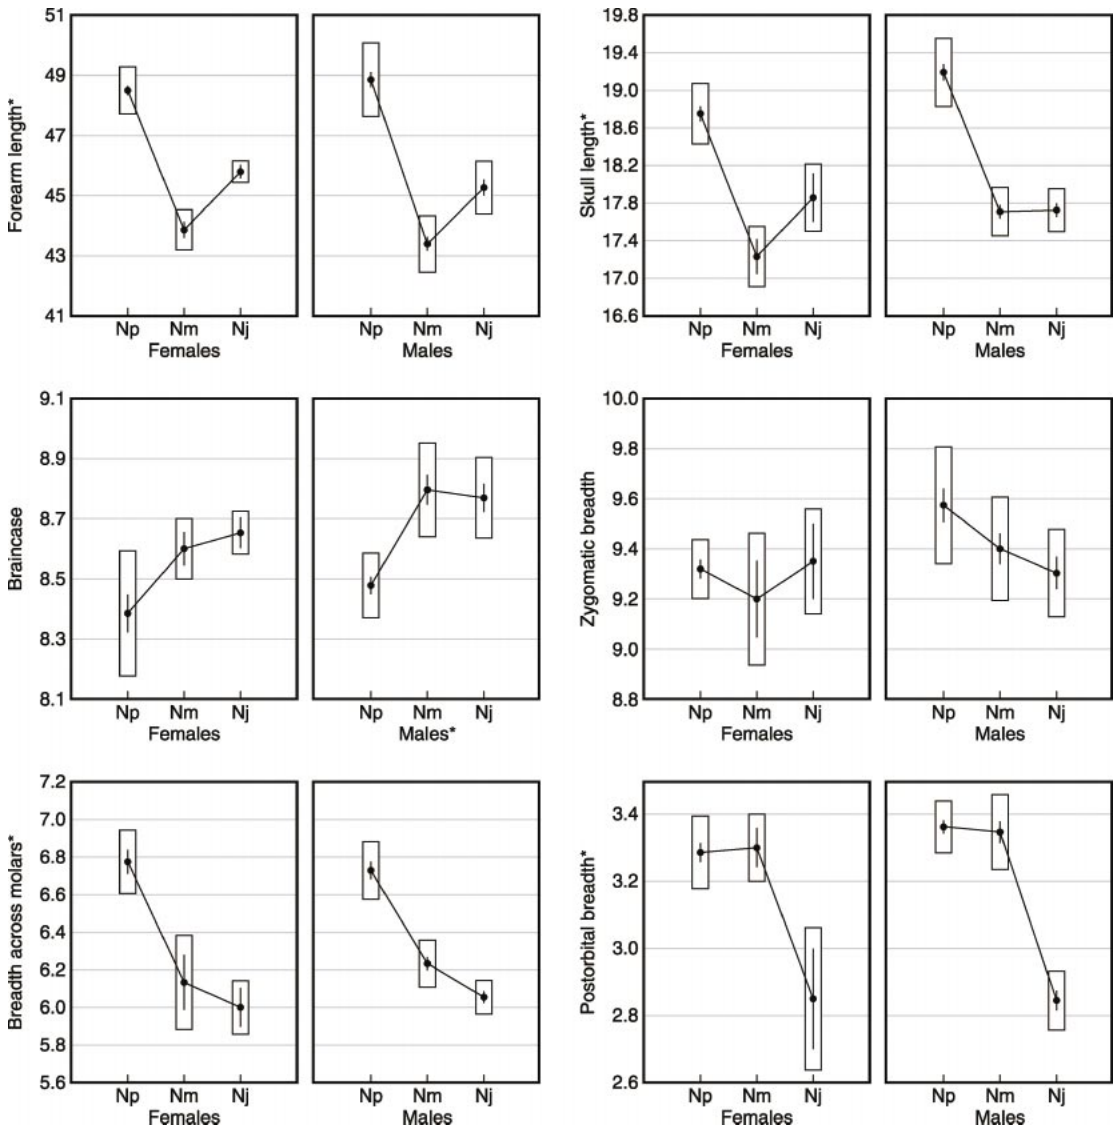 Forearm length*
51
49
47
45
43
41
Np Nm Nj
Females
Np Nm Nj
Males
Skull length*
19.8
19.4
19.0
18.6
18.2
17.8
17.4
17.0
16.6
Np Nm Nj
Females
Np Nm Nj
Males
Braincase
9.1
8.9
8.7
8.5
8.3
8.1
Np Nm Nj
Females
Np Nm Nj
Males*
Zygomatic breadth
10.0
9.8
9.6
9.4
9.2
9.0
8.8
Np Nm Nj
Females
Np Nm Nj
Males
Breadth across molars*
7.2
7.0
6.8
6.6
6.4
6.2
6.0
5.8
5.6
Np Nm Nj
Females
Np Nm Nj
Males
Postorbital breadth*
3.4
3.2
3.0
2.8
2.6
Np Nm Nj
Females
Np Nm Nj
Males